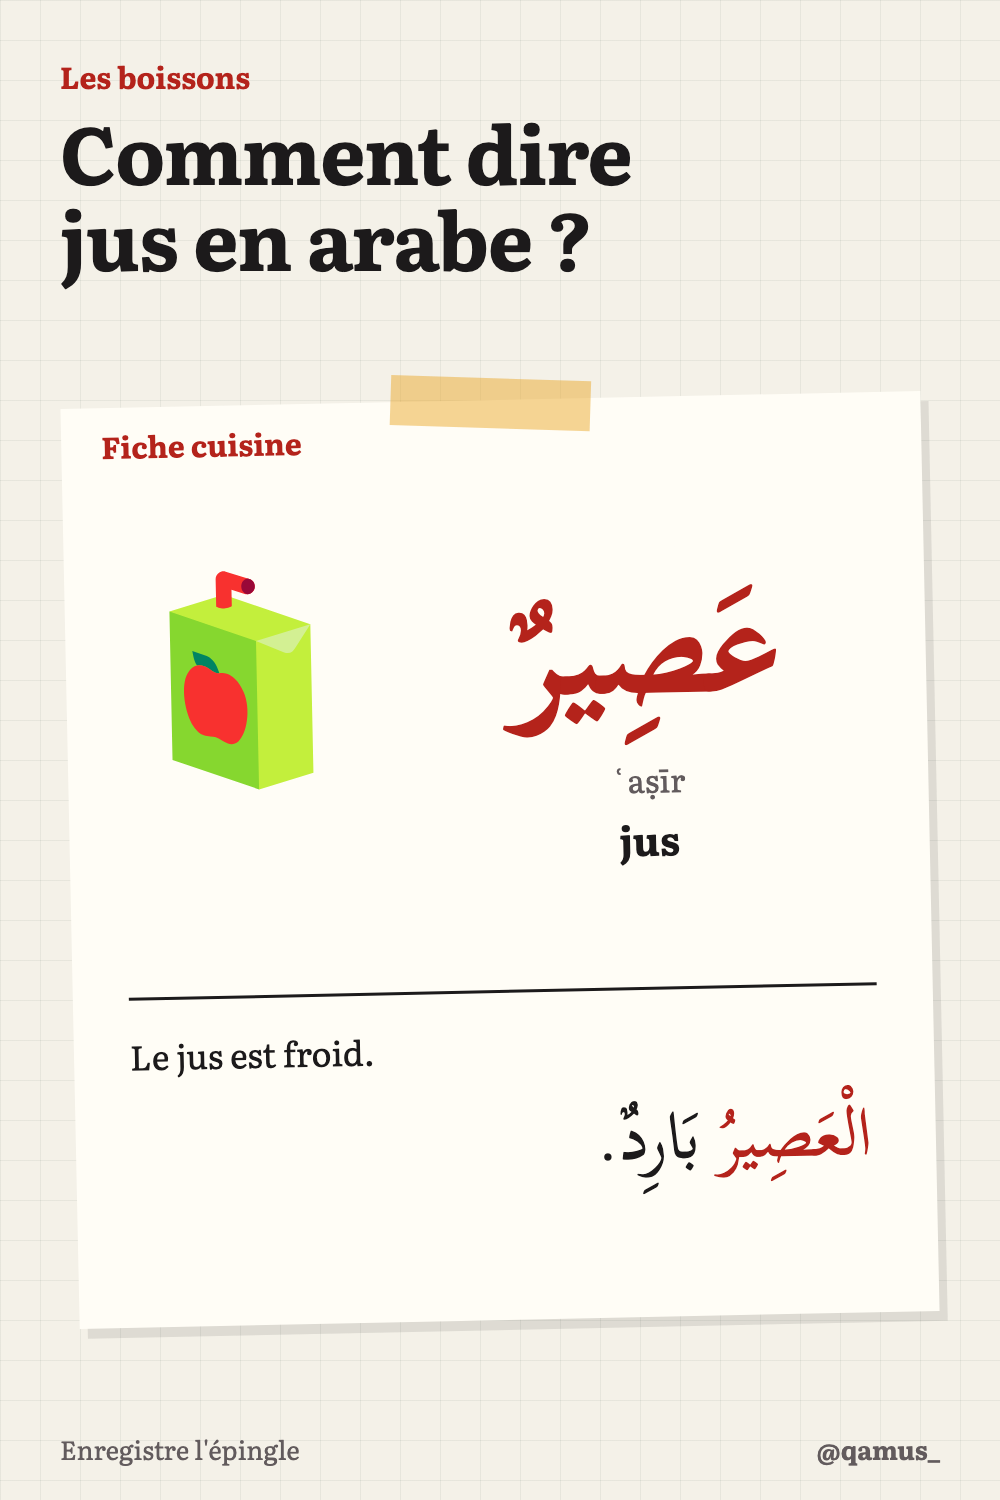 Les boissons
Comment dire
jus en arabe ?
Fiche cuisine
عَصِيرٌ
ʿaṣīr
jus
Le jus est froid.
الْعَصِيرُ بَارِدٌ.
Enregistre l'épingle
@qamus_